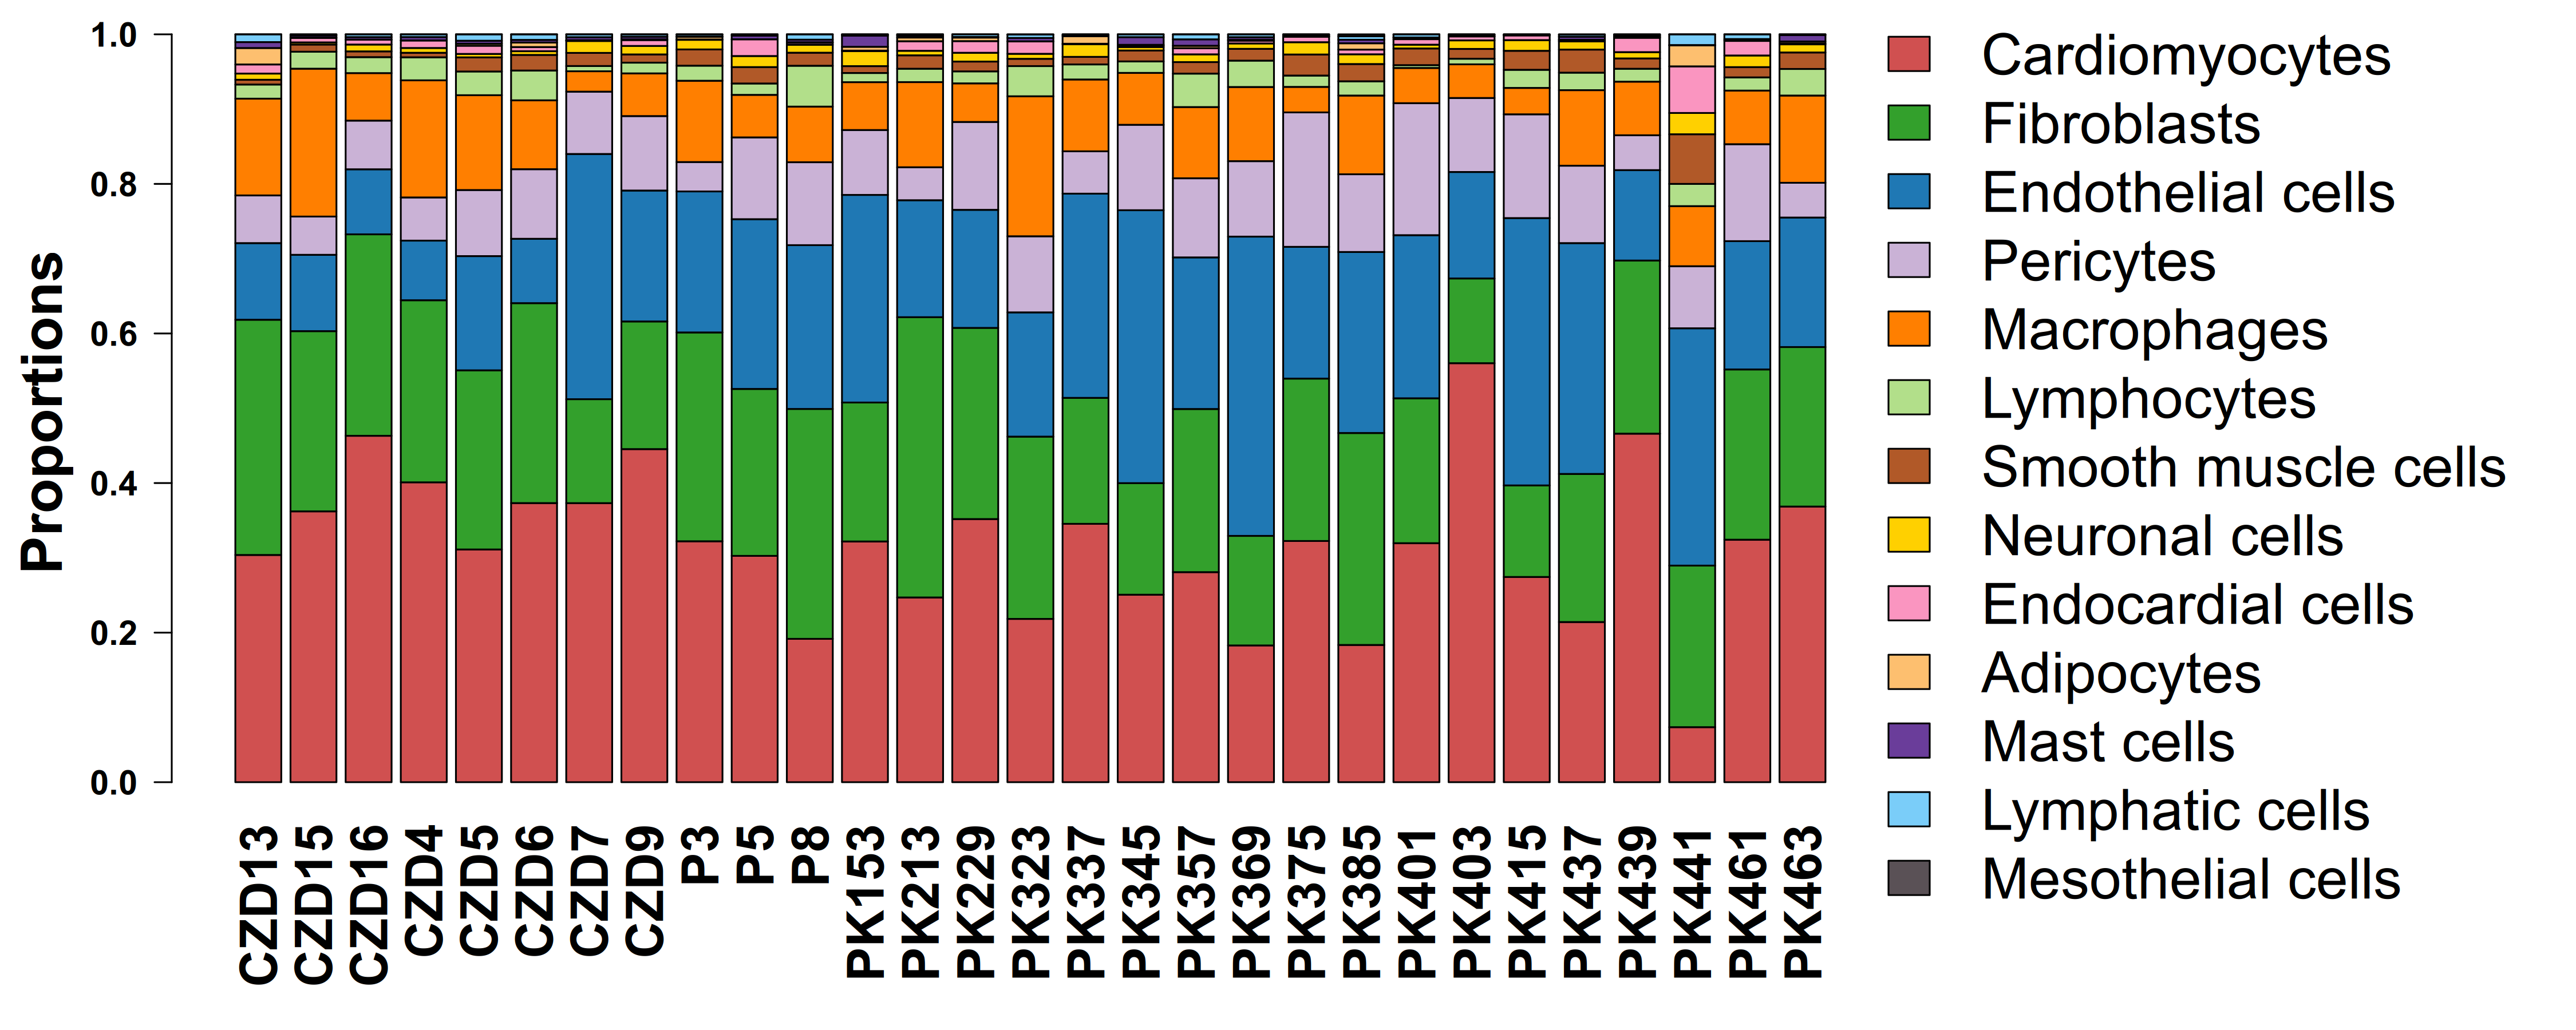 Proportions
1.0
0.8
0.6
0.4
0.2
0.0
CZD13
CZD15
CZD16
CZD4
CZD5
CZD6
CZD7
CZD9
P3
P5
P8
PK153
PK213
PK229
PK323
PK337
PK345
PK357
PK369
PK375
PK385
PK401
PK403
PK415
PK437
PK439
PK441
PK461
PK463
Cardiomyocytes
Fibroblasts
Endothelial cells
Pericytes
Macrophages
Lymphocytes
Smooth muscle cells
Neuronal cells
Endocardial cells
Adipocytes
Mast cells
Lymphatic cells
Mesothelial cells